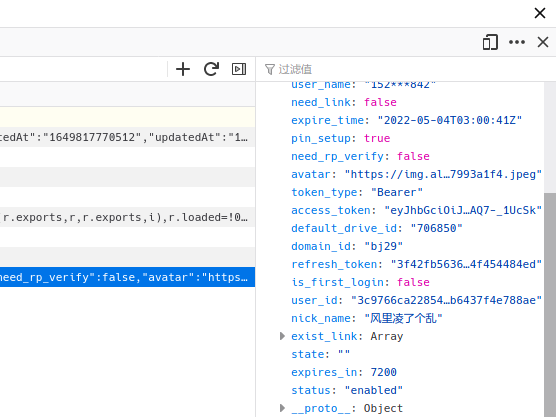 过滤值
user_name: "152***842"
need_link: false
expire_time: "2022-05-04T03:00:41Z"
tedAt":"1649817770512","updatedAt":"1…
pin_setup: true
need_rp_verify: false
avatar: "https://img.al…7993a1f4.jpeg"
token_type: "Bearer"
access_token: "eyJhbGciOiJ…AQ7-_1UcSk"
r.exports,r,r.exports,i),r.loaded=!0…
default_drive_id: "706850"
domain_id: "bj29"
refresh_token: "3f42fb5636…4f454484ed"
need_rp_verify":false,"avatar":"https…
is_first_login: false
user_id: "3c9766ca22854…b6437f4e788ae"
nick_name: "风里凌了个乱"
exist_link: Array
state: ""
expires_in: 7200
status: "enabled"
__proto__: Object